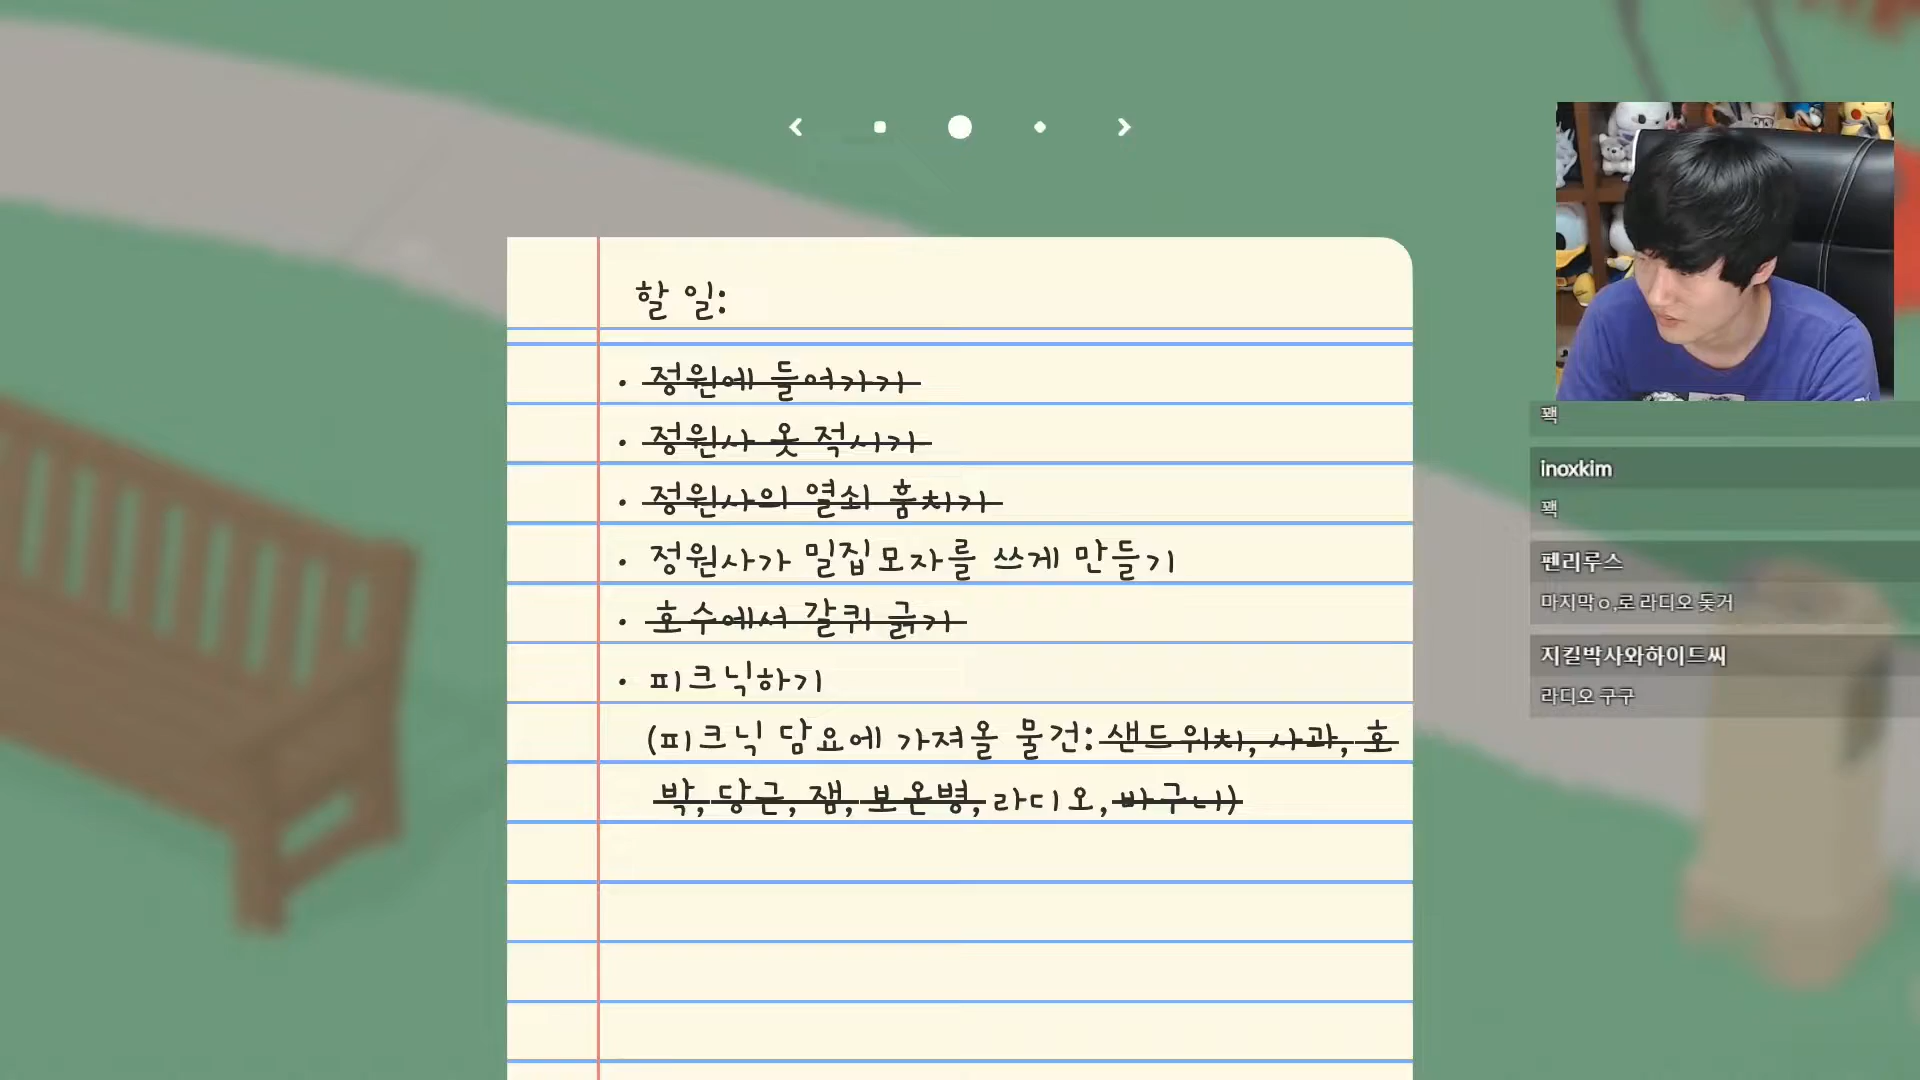 할 일:
• 정원에 들어가기
• 정원사 옷 적시기
• 정원사의 열쇠 훔치기
• 정원사가 밀짚모자를 쓰게 만들기
• 호수에서 갈퀴 긁기
• 피크닉하기
(피크닉 담요에 가져올 물건: 샌드위치, 사과, 호
박, 당근, 잼, 보온병, 라디오, 바구니)
꽥
inoxkim
꽥
펜리루스
마지막ㅇ,로 라디오 돚거
지킬박사와하이드씨
라디오 구구